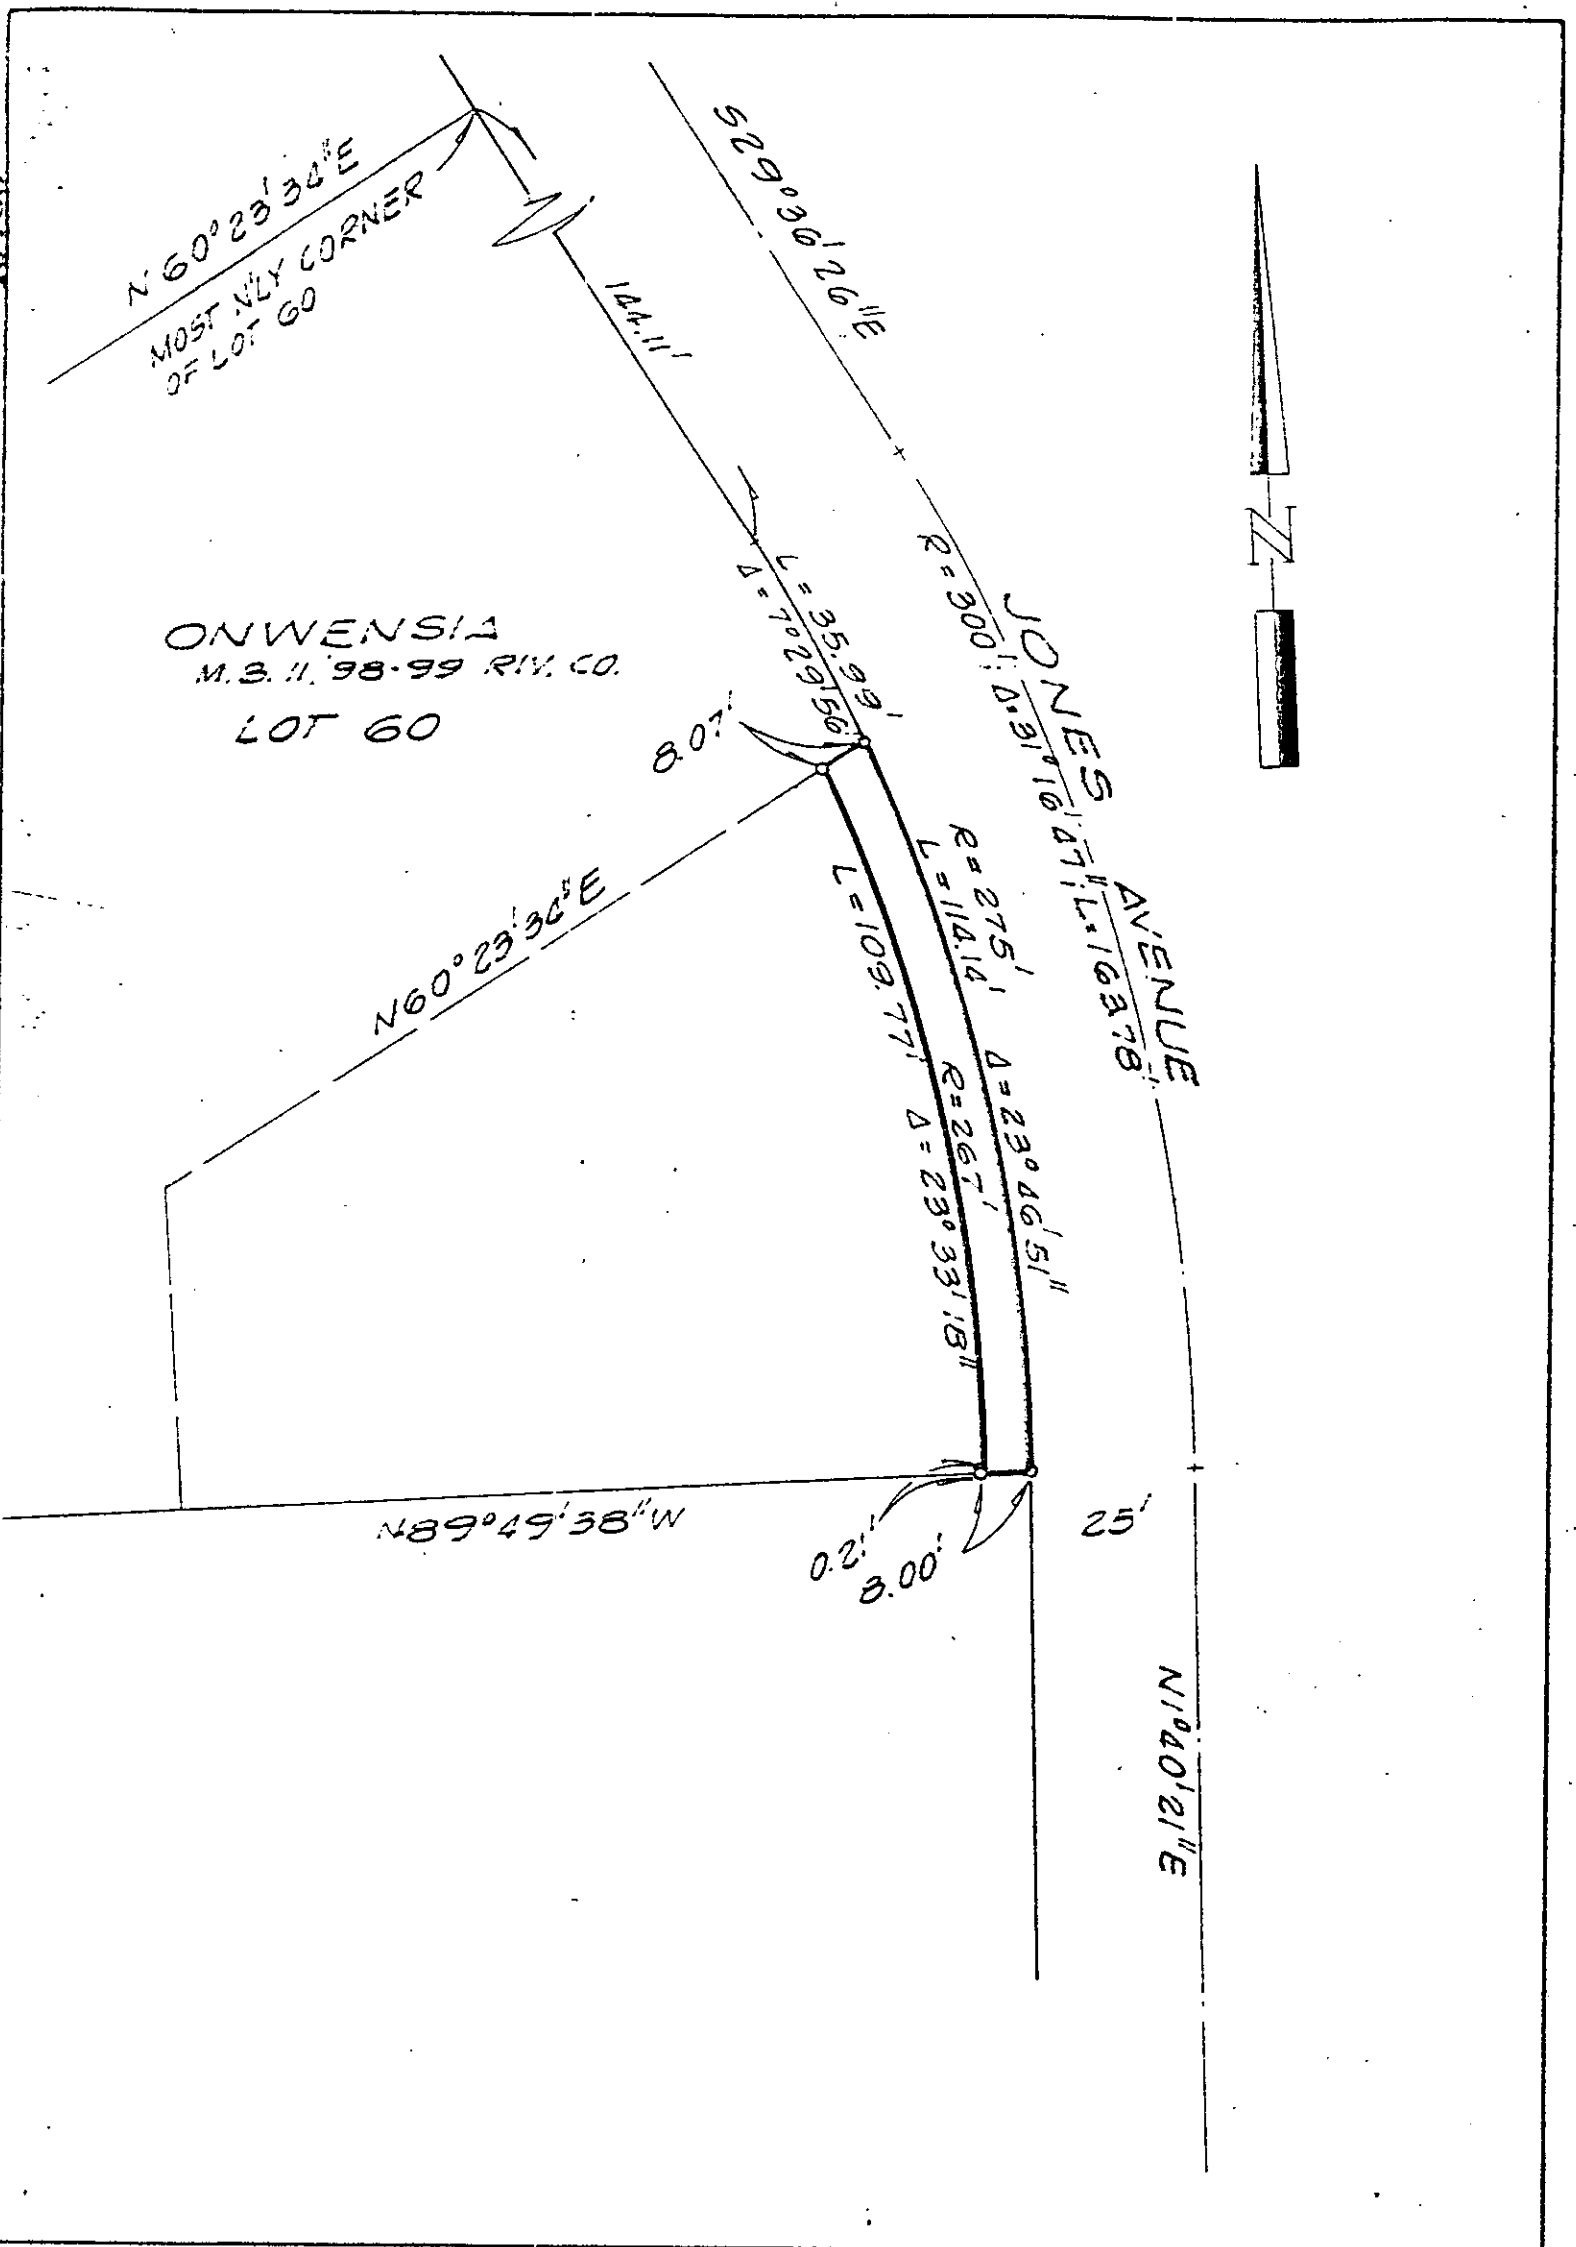 N 60° 23' 34" E
MOST N'LY CORNER
OF LOT 60
144.11'
S29°36'26"E
N
ONWENSIA
M.B. 11, 98-99 RIV. CO.
LOT 60
L = 35.99'
Δ = 7°29'56"
8.07'
JONES AVENUE
R = 300'; Δ = 31°16'47"; L = 163.78'
R = 275'
L = 114.14' Δ = 23°46'51"
R = 267'
L = 109.77' Δ = 23°33'18"
N60°23'34"E
N89°49'38"W
0.21'
8.00'
25'
N1°40'21"E